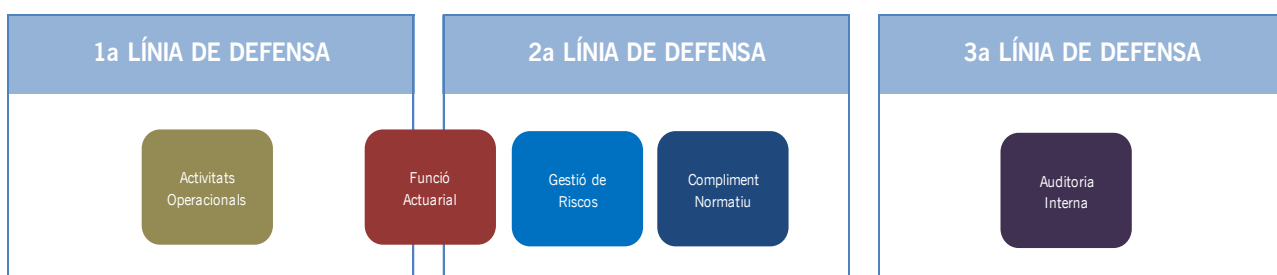 1a LÍNIA DE DEFENSA
2a LÍNIA DE DEFENSA
3a LÍNIA DE DEFENSA
Activitats
Operacionals
Funció
Actuarial
Gestió de
Riscos
Compliment
Normatiu
Auditoria
Interna